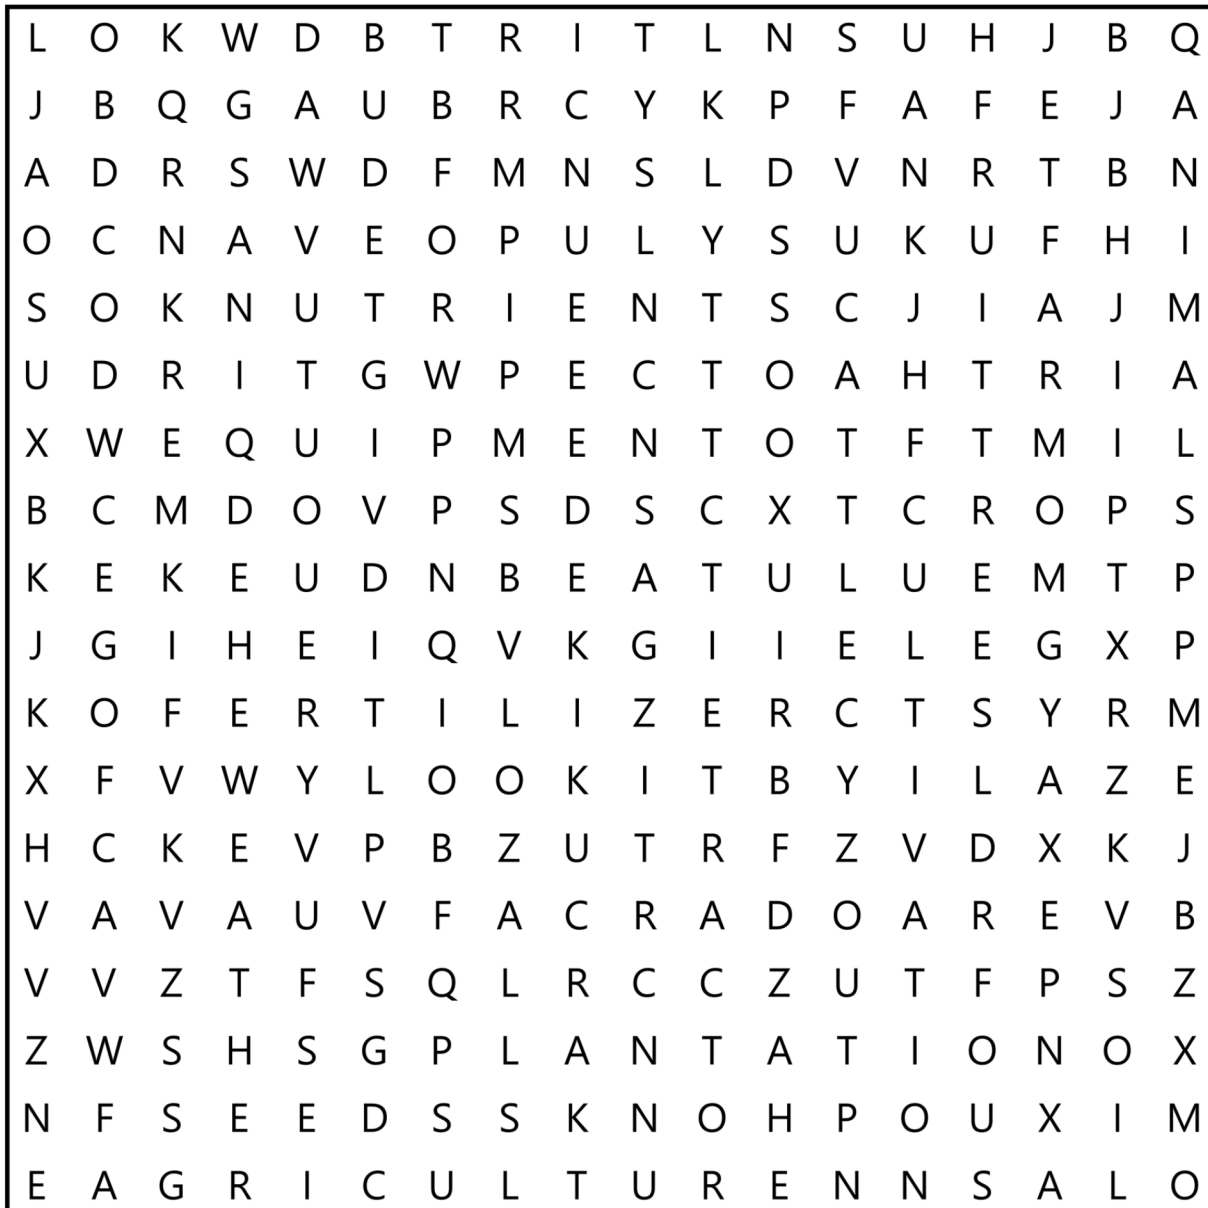 L O K W D B T R I T L N S U H J B Q
J B Q G A U B R C Y K P F A F E J A
A D R S W D F M N S L D V N R T B N
O C N A V E O P U L Y S U K U F H I
S O K N U T R I E N T S C J I A J M
U D R I T G W P E C T O A H T R I A
X W E Q U I P M E N T O T F T M I L
B C M D O V P S D S C X T C R O P S
K E K E U D N B E A T U L U E M T P
J G I H E I Q V K G I I E L E G X P
K O F E R T I L I Z E R C T S Y R M
X F V W Y L O O K I T B Y I L A Z E
H C K E V P B Z U T R F Z V D X K J
V A V A U V F A C R A D O A R E V B
V V Z T F S Q L R C C Z U T F P S Z
Z W S H S G P L A N T A T I O N O X
N F S E E D S S K N O H P O U X I M
E A G R I C U L T U R E N N S A L O